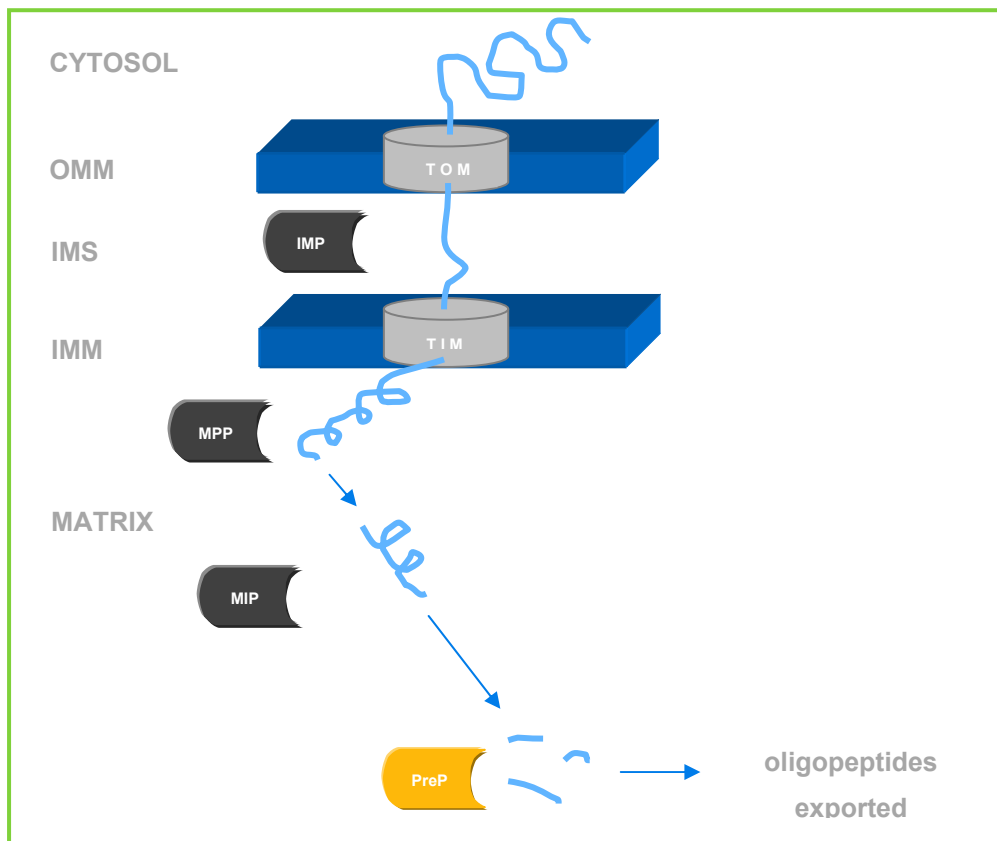 CYTOSOL
OMM
TOM
IMS
IMP
IMM
TIM
MPP
MATRIX
MIP
PreP
oligopeptides
exported